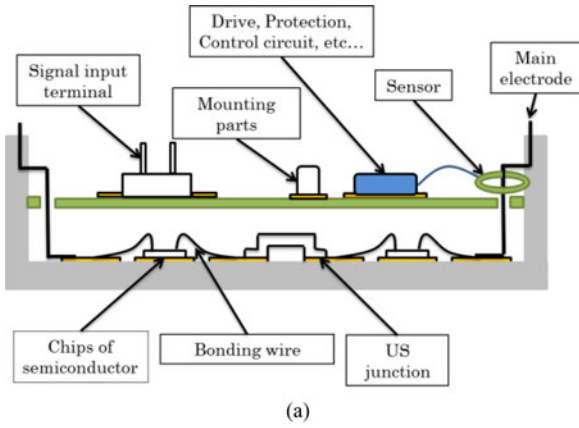 Drive, Protection,
Control circuit, etc…
Signal input
terminal
Mounting
parts
Sensor
Main
electrode
Chips of
semiconductor
Bonding wire
US
junction
(a)